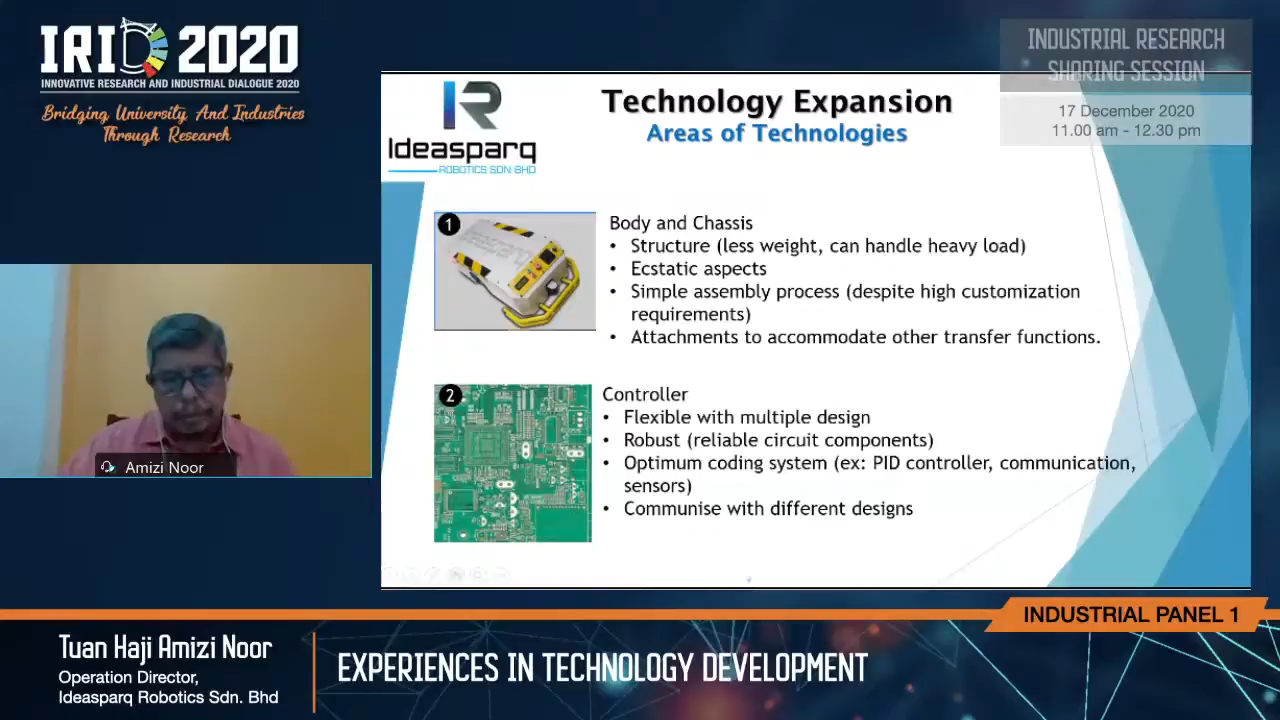 IRID 2020
INNOVATIVE RESEARCH AND INDUSTRIAL DIALOGUE 2020
Bridging University And Industries
Through Research
INDUSTRIAL RESEARCH
SHARING SESSION
17 December 2020
11.00 am - 12.30 pm
IR
Ideasparq
ROBOTICS SDN BHD
Technology Expansion
Areas of Technologies
1
Body and Chassis
• Structure (less weight, can handle heavy load)
• Ecstatic aspects
• Simple assembly process (despite high customization
requirements)
• Attachments to accommodate other transfer functions.
2
Controller
• Flexible with multiple design
• Robust (reliable circuit components)
• Optimum coding system (ex: PID controller, communication,
sensors)
• Communise with different designs
Amizi Noor
INDUSTRIAL PANEL 1
Tuan Haji Amizi Noor
Operation Director,
Ideasparq Robotics Sdn. Bhd
EXPERIENCES IN TECHNOLOGY DEVELOPMENT